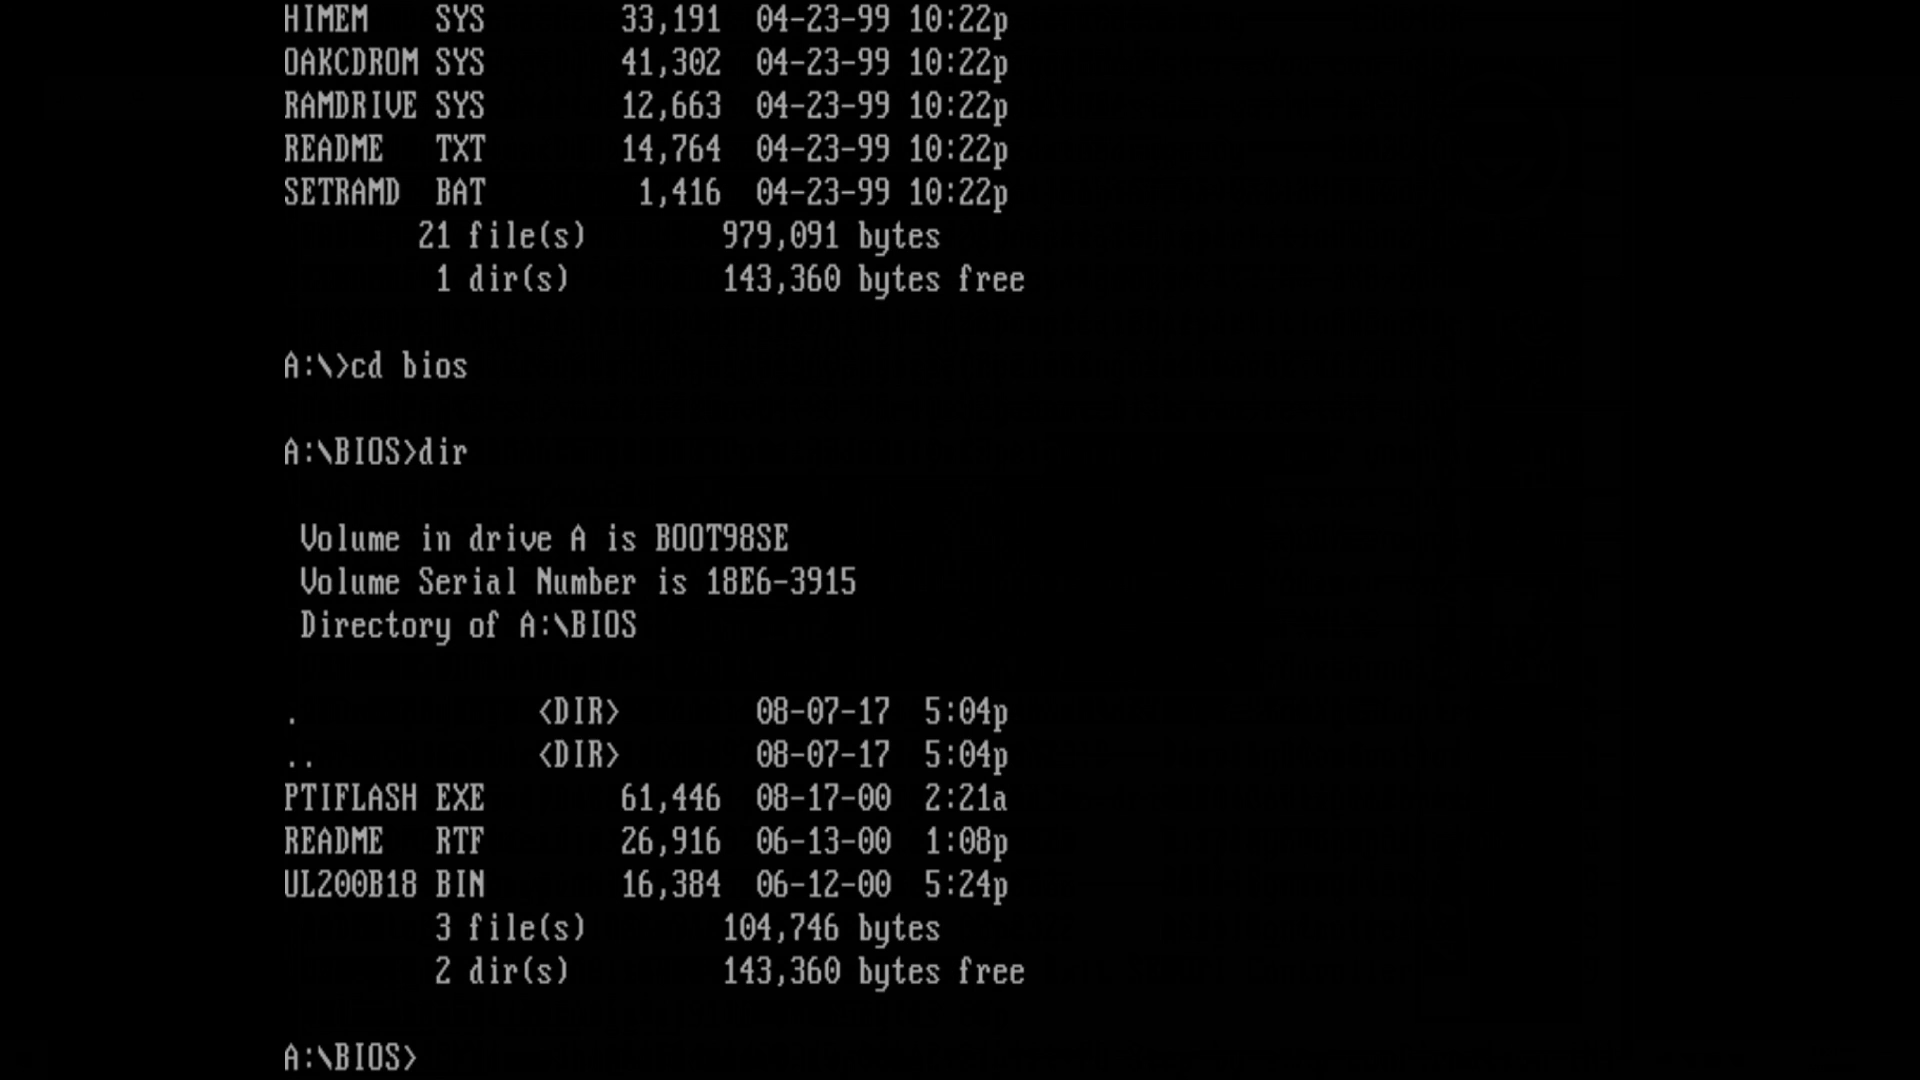 HIMEM    SYS        33,191  04-23-99 10:22p
OAKCDROM SYS        41,302  04-23-99 10:22p
RAMDRIVE SYS        12,663  04-23-99 10:22p
README   TXT        14,764  04-23-99 10:22p
SETRAMD  BAT         1,416  04-23-99 10:22p
        21 file(s)        979,091 bytes
         1 dir(s)         143,360 bytes free
A:\>cd bios
A:\BIOS>dir
 Volume in drive A is BOOT98SE
 Volume Serial Number is 18E6-3915
 Directory of A:\BIOS
.              <DIR>        08-07-17  5:04p
..             <DIR>        08-07-17  5:04p
PTIFLASH EXE        61,446  08-17-00  2:21a
README   RTF        26,916  06-13-00  1:08p
UL200B18 BIN        16,384  06-12-00  5:24p
         3 file(s)        104,746 bytes
         2 dir(s)         143,360 bytes free
A:\BIOS>